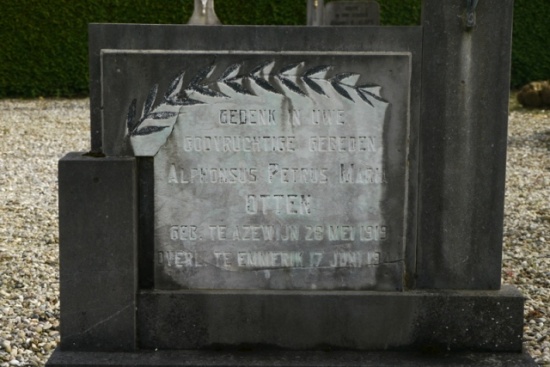 GEDENK IN UWE
GODVRUCHTIGE GEBEDEN
ALPHONSUS PETRUS MARIA
OTTEN
GEB. TE AZEWIJN 28 MEI 1919
OVERL. TE EMMERIK 17 JUNI 19